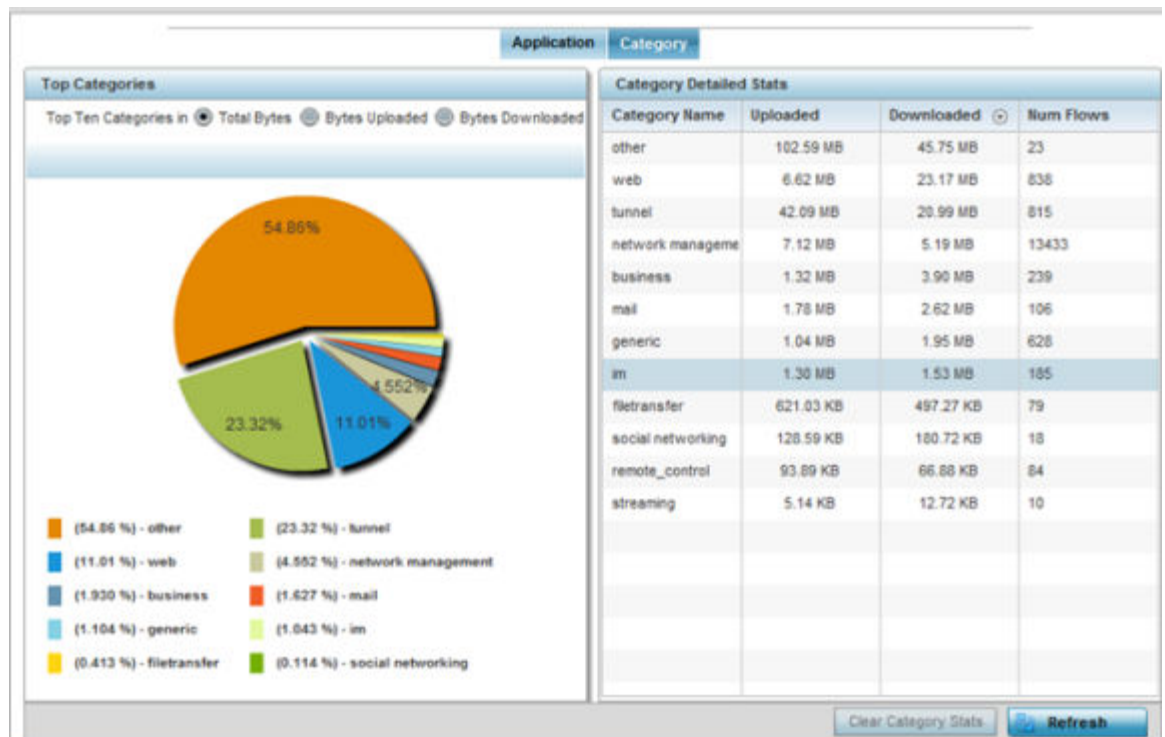 Application Category
Top Categories
Top Ten Categories in Total Bytes Bytes Uploaded Bytes Downloaded
54.86%
4.552%
23.32%
11.01%
(54.86 %) - other (23.32 %) - tunnel
(11.01 %) - web (4.552 %) - network management
(1.930 %) - business (1.627 %) - mail
(1.104 %) - generic (1.043 %) - im
(0.413 %) - filetransfer (0.114 %) - social networking
Category Detailed Stats
Category Name Uploaded Downloaded Num Flows
other 102.59 MB 45.75 MB 23
web 6.62 MB 23.17 MB 838
tunnel 42.09 MB 20.99 MB 815
network manageme 7.12 MB 5.19 MB 13433
business 1.32 MB 3.90 MB 239
mail 1.78 MB 2.62 MB 106
generic 1.04 MB 1.95 MB 628
im 1.30 MB 1.53 MB 185
filetransfer 621.03 KB 497.27 KB 79
social networking 128.59 KB 180.72 KB 18
remote_control 93.89 KB 66.88 KB 84
streaming 5.14 KB 12.72 KB 10
Clear Category Stats Refresh